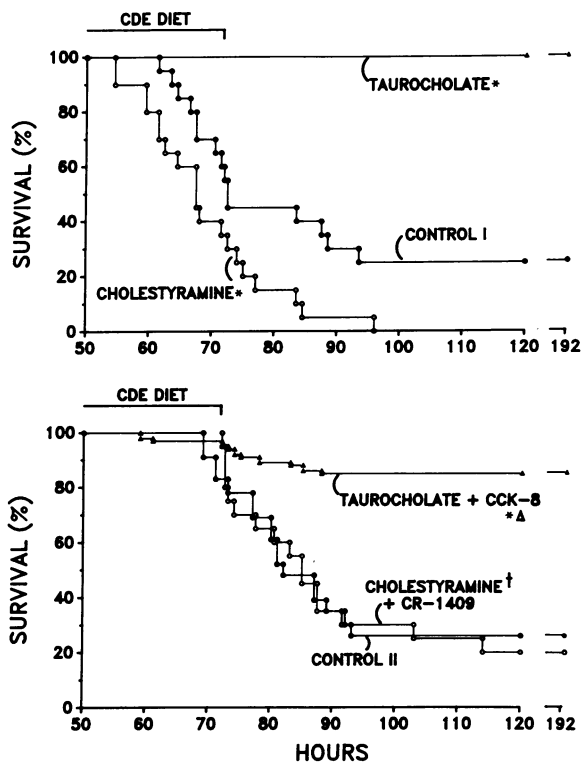 CDE DIET
SURVIVAL (%)
100
80
60
40
20
0
TAUROCHOLATE*
CONTROL I
CHOLESTYRAMINE*
50 60 70 80 90 100 110 120 192
CDE DIET
SURVIVAL (%)
100
80
60
40
20
0
TAUROCHOLATE + CCK-8
* Δ
CHOLESTYRAMINE †
+ CR-1409
CONTROL II
50 60 70 80 90 100 110 120 192
HOURS